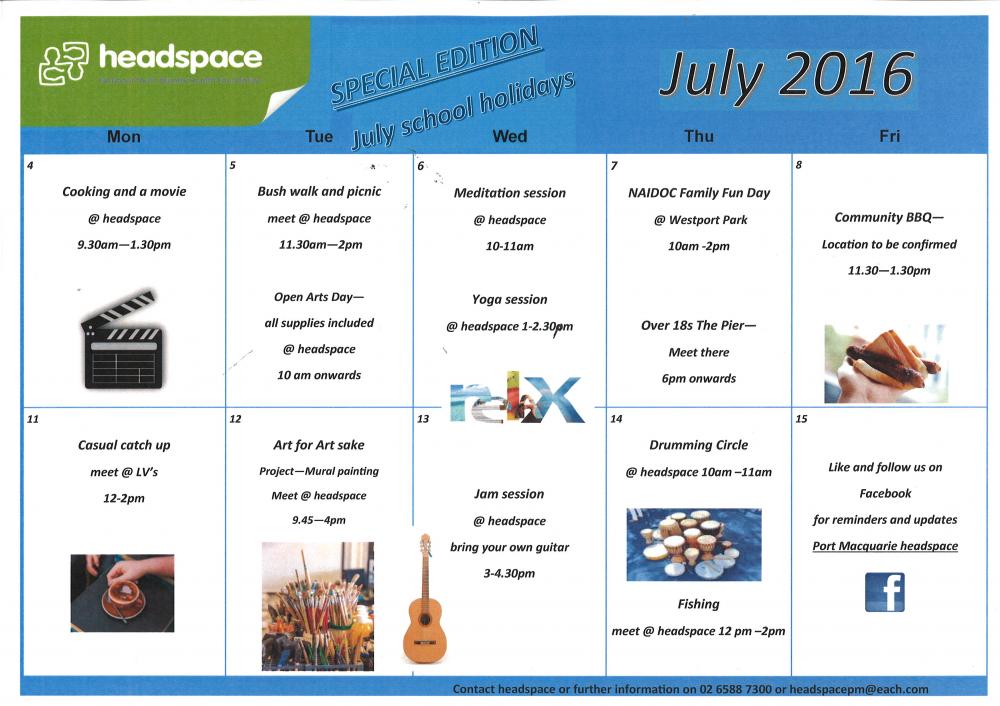 headspace
SPECIAL EDITION
July school holidays
July 2016
Mon
Tue
Wed
Thu
Fri
4
Cooking and a movie
@ headspace
9.30am—1.30pm
5
Bush walk and picnic
meet @ headspace
11.30am—2pm
Open Arts Day—
all supplies included
@ headspace
10 am onwards
6
Meditation session
@ headspace
10-11am
Yoga session
@ headspace 1-2.30pm
relax
7
NAIDOC Family Fun Day
@ Westport Park
10am -2pm
Over 18s The Pier—
Meet there
6pm onwards
8
Community BBQ—
Location to be confirmed
11.30—1.30pm
11
Casual catch up
meet @ LV's
12-2pm
12
Art for Art sake
Project—Mural painting
Meet @ headspace
9.45—4pm
13
Jam session
@ headspace
bring your own guitar
3-4.30pm
14
Drumming Circle
@ headspace 10am –11am
Fishing
meet @ headspace 12 pm –2pm
15
Like and follow us on
Facebook
for reminders and updates
Port Macquarie headspace
f
Contact headspace or further information on 02 6588 7300 or headspacepm@each.com